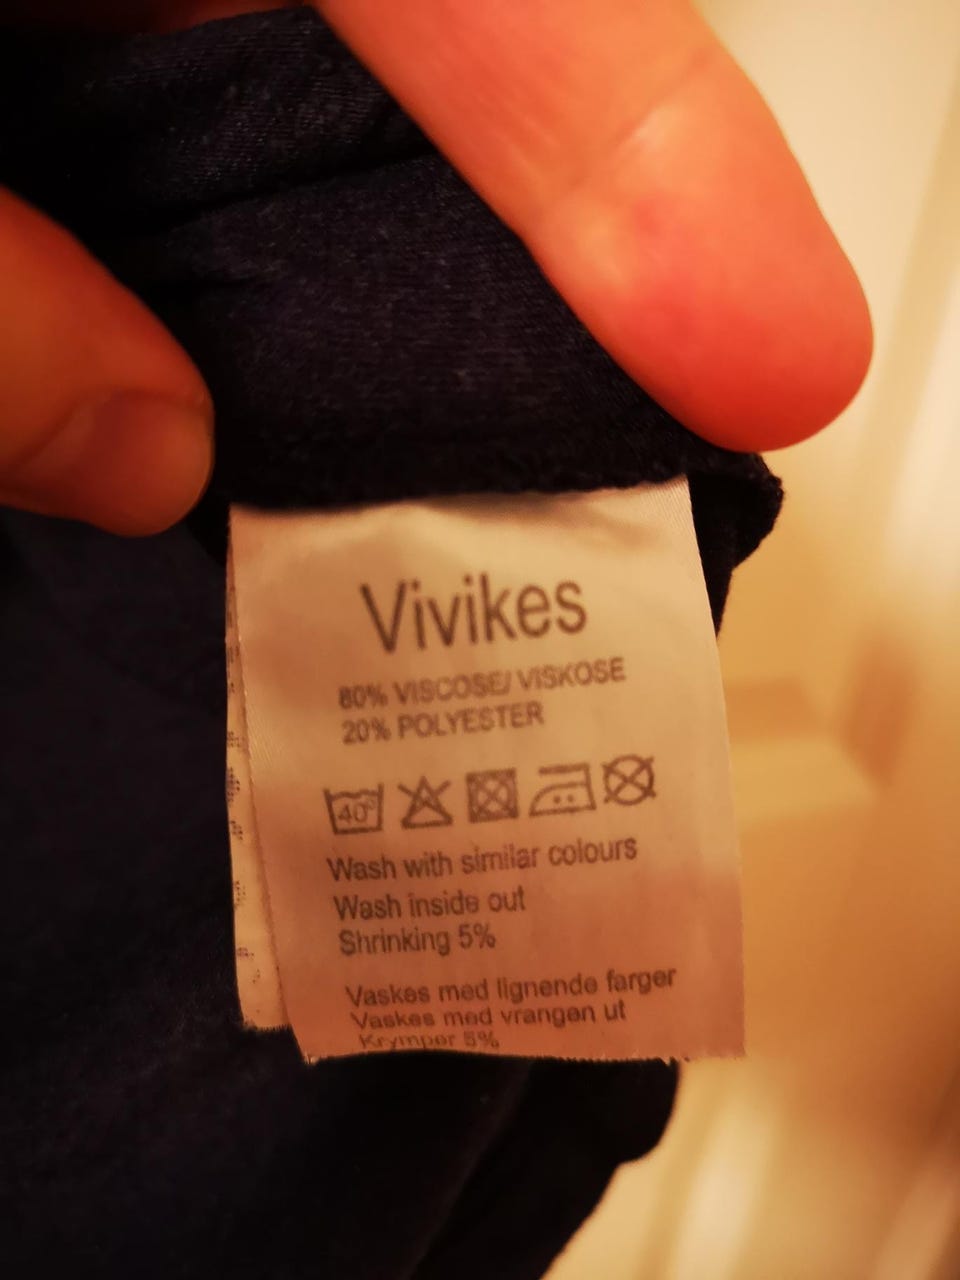 Vivikes
80% VISCOSE/ VISKOSE
20% POLYESTER
40°
Wash with similar colours
Wash inside out
Shrinking 5%
Vaskes med lignende farger
Vaskes med vrangen ut
Krymper 5%